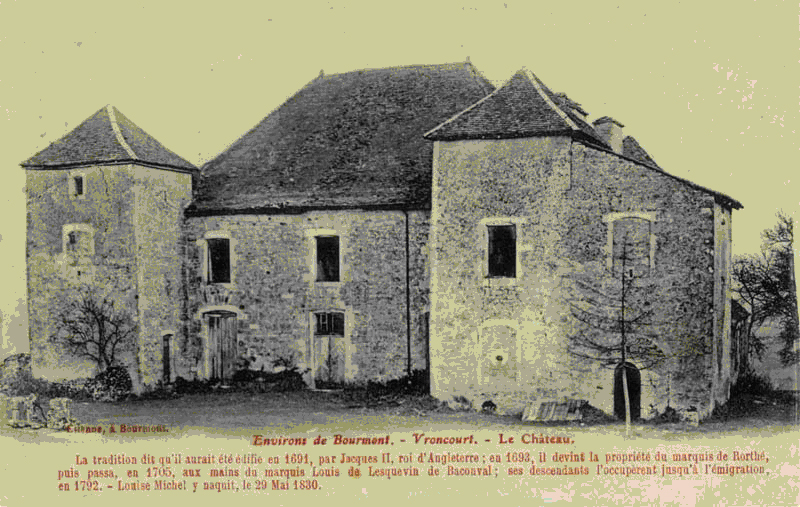 Etienne, à Bourmont.
Environs de Bourmont. - Vroncourt. - Le Château.
La tradition dit qu'il aurait été édifié en 1691, par Jacques II, roi d'Angleterre ; en 1693, il devint la propriété du marquis de Rorthé,
puis passa, en 1705, aux mains du marquis Louis de Lesquevin de Baconval ; ses descendants l'occupèrent jusqu'à l'émigration,
en 1792. - Louise Michel y naquit, le 29 Mai 1830.